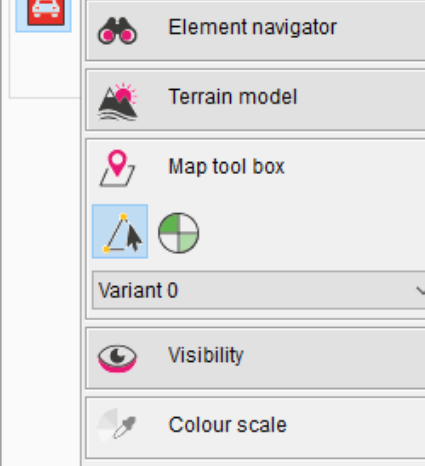 Element navigator
Terrain model
Map tool box
Variant 0
Visibility
Colour scale